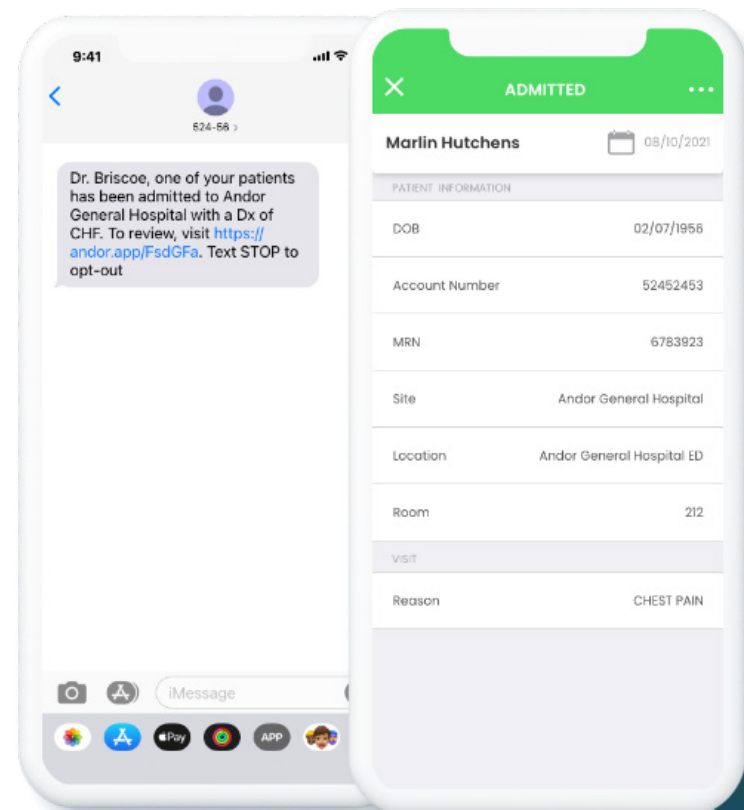 9:41
524-56 >
Dr. Briscoe, one of your patients
has been admitted to Andor
General Hospital with a Dx of
CHF. To review, visit https://
andor.app/FsdGFa. Text STOP to
opt-out
iMessage
Pay
APP
ADMITTED
Marlin Hutchens 08/10/2021
PATIENT INFORMATION
DOB 02/07/1956
Account Number 52452453
MRN 6783923
Site Andor General Hospital
Location Andor General Hospital ED
Room 212
VISIT
Reason CHEST PAIN